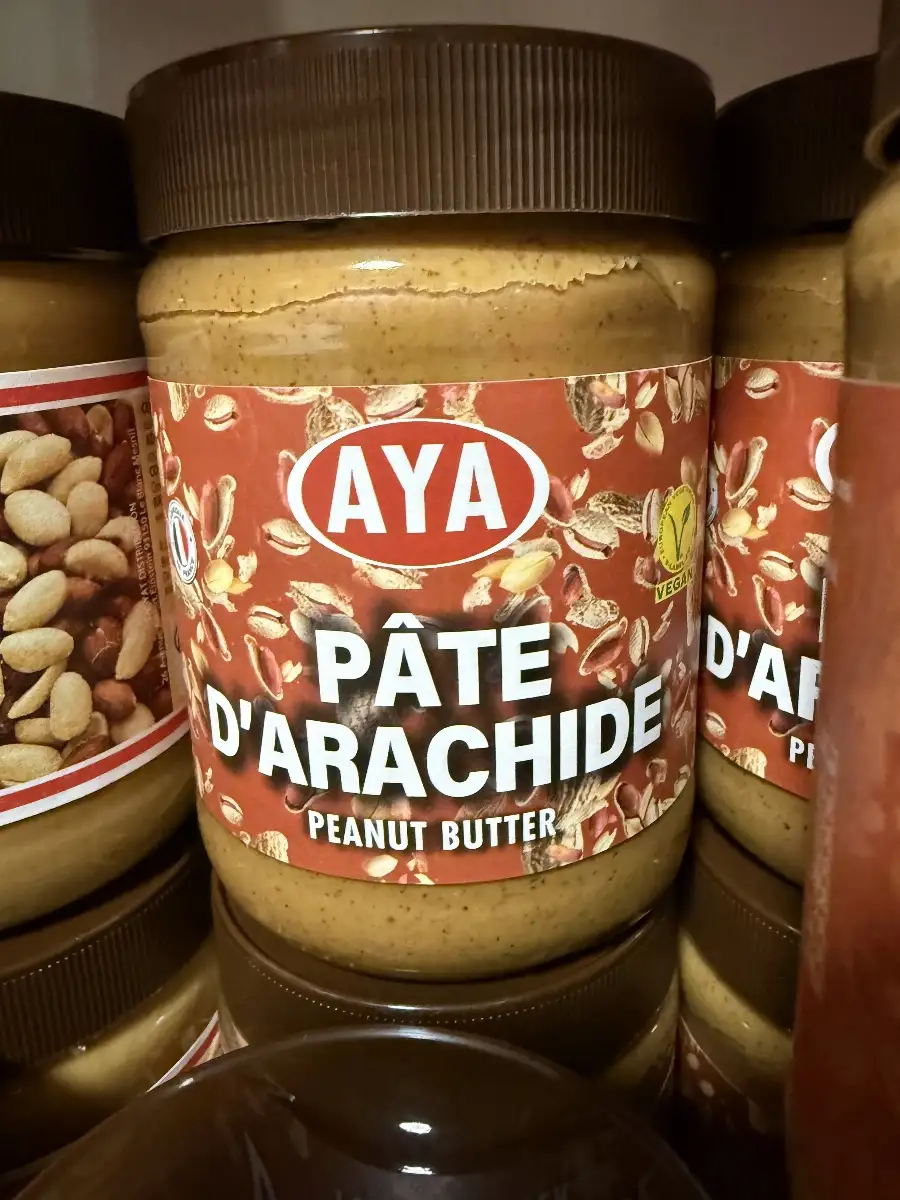 AYA
VEGAN
PÂTE
D'ARACHIDE
PEANUT BUTTER
D'AR
PE